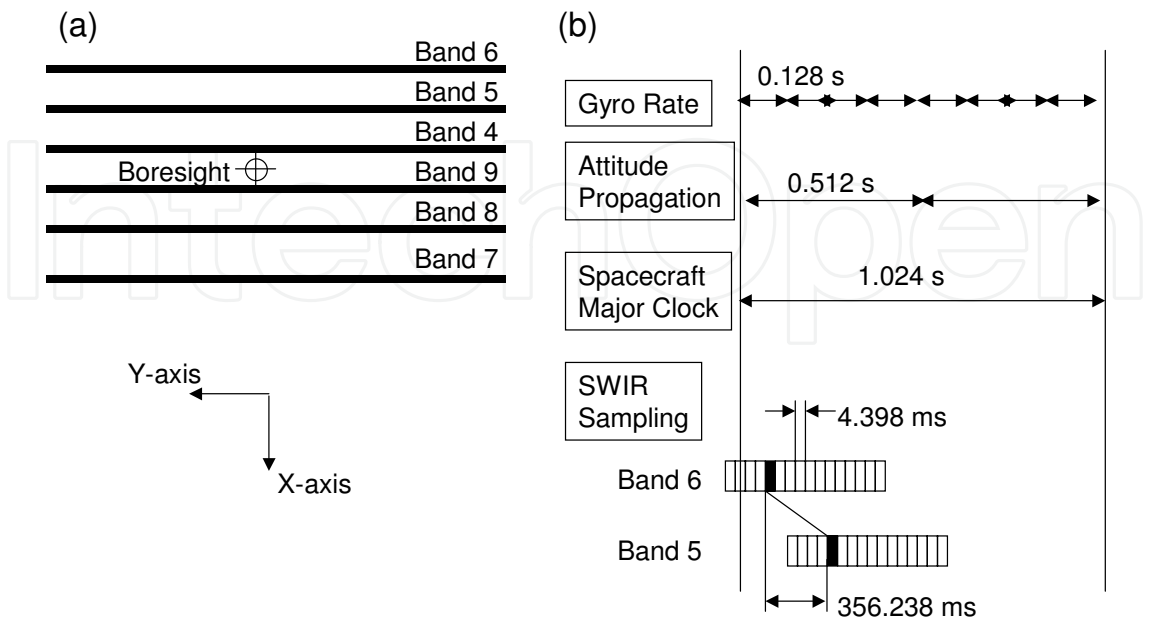 (a)
Band 6
Band 5
Band 4
Boresight
Band 9
Band 8
Band 7
Y-axis
X-axis
(b)
0.128 s
Gyro Rate
Attitude
Propagation
0.512 s
Spacecraft
Major Clock
1.024 s
SWIR
Sampling
4.398 ms
Band 6
Band 5
356.238 ms
IntechOpen